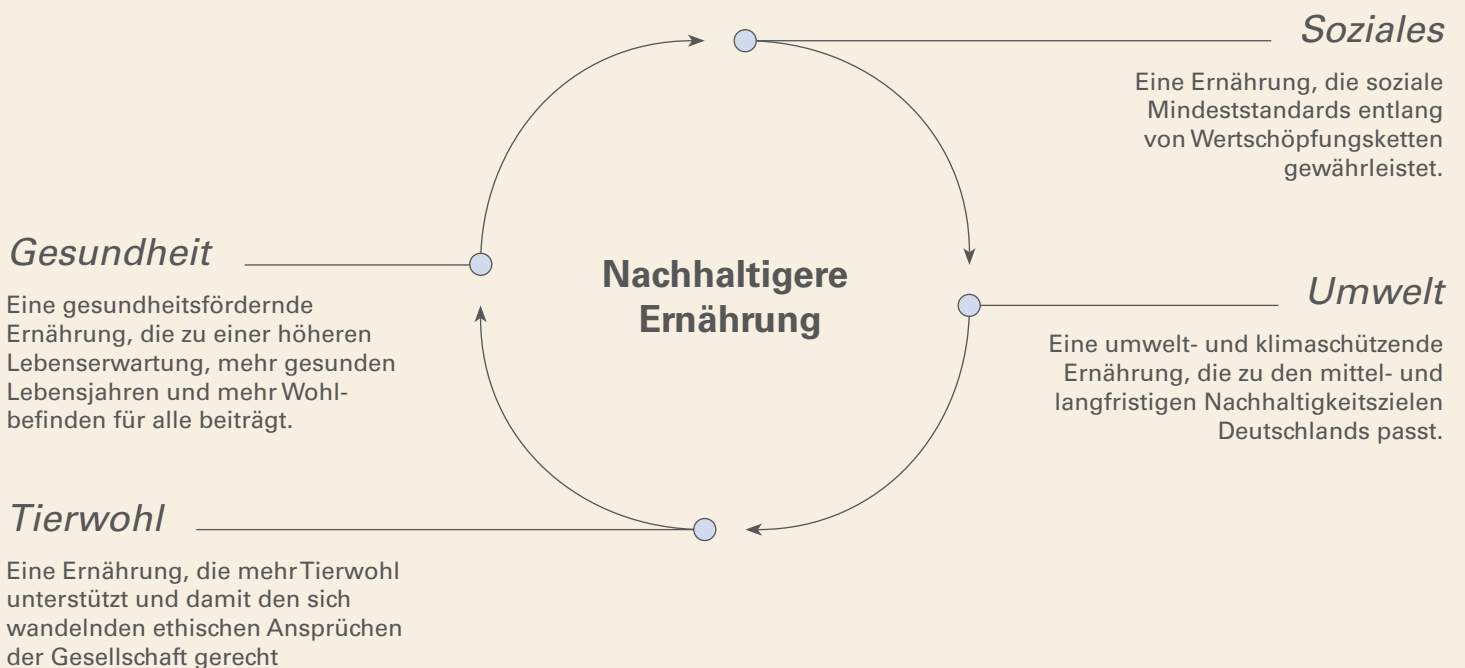 Soziales
Eine Ernährung, die soziale
Mindeststandards entlang
von Wertschöpfungsketten
gewährleistet.
Gesundheit
Eine gesundheitsfördernde
Ernährung, die zu einer höheren
Lebenserwartung, mehr gesunden
Lebensjahren und mehr Wohl-
befinden für alle beiträgt.
Nachhaltigere
Ernährung
Umwelt
Eine umwelt- und klimaschützende
Ernährung, die zu den mittel- und
langfristigen Nachhaltigkeitszielen
Deutschlands passt.
Tierwohl
Eine Ernährung, die mehr Tierwohl
unterstützt und damit den sich
wandelnden ethischen Ansprüchen
der Gesellschaft gerecht